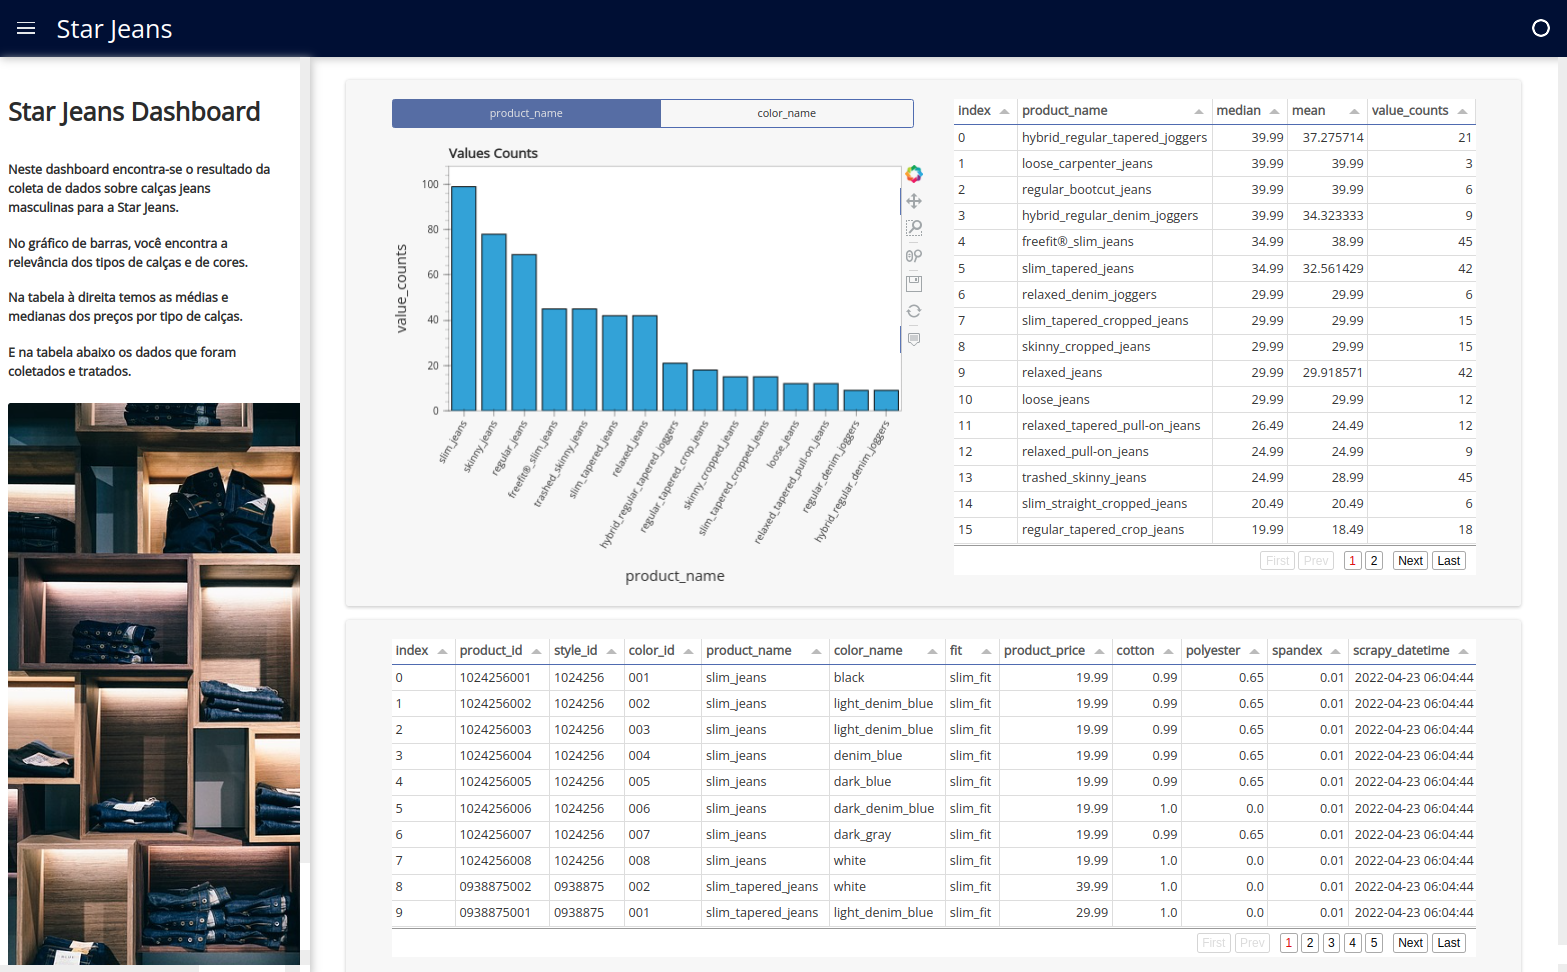 Star Jeans
Star Jeans Dashboard
Neste dashboard encontra-se o resultado da
coleta de dados sobre calças jeans
masculinas para a Star Jeans.
No gráfico de barras, você encontra a
relevância dos tipos de calças e de cores.
Na tabela à direita temos as médias e
medianas dos preços por tipo de calças.
E na tabela abaixo os dados que foram
coletados e tratados.
product_name color_name
Values Counts
value_counts
100
80
60
40
20
0
slim_jeans
skinny_jeans
regular_jeans
freefit®_slim_jeans
trashed_skinny_jeans
slim_tapered_jeans
relaxed_jeans
hybrid_regular_tapered_joggers
regular_tapered_crop_jeans
skinny_cropped_jeans
slim_tapered_cropped_jeans
loose_jeans
relaxed_tapered_pull-on_jeans
regular_denim_joggers
hybrid_regular_denim_joggers
product_name
index product_name median mean value_counts
0 hybrid_regular_tapered_joggers 39.99 37.275714 21
1 loose_carpenter_jeans 39.99 39.99 3
2 regular_bootcut_jeans 39.99 39.99 6
3 hybrid_regular_denim_joggers 39.99 34.323333 9
4 freefit®_slim_jeans 34.99 38.99 45
5 slim_tapered_jeans 34.99 32.561429 42
6 relaxed_denim_joggers 29.99 29.99 6
7 slim_tapered_cropped_jeans 29.99 29.99 15
8 skinny_cropped_jeans 29.99 29.99 15
9 relaxed_jeans 29.99 29.918571 42
10 loose_jeans 29.99 29.99 12
11 relaxed_tapered_pull-on_jeans 26.49 24.49 12
12 relaxed_pull-on_jeans 24.99 24.99 9
13 trashed_skinny_jeans 24.99 28.99 45
14 slim_straight_cropped_jeans 20.49 20.49 6
15 regular_tapered_crop_jeans 19.99 18.49 18
First Prev 1 2 Next Last
index product_id style_id color_id product_name color_name fit product_price cotton polyester spandex scrapy_datetime
0 1024256001 1024256 001 slim_jeans black slim_fit 19.99 0.99 0.65 0.01 2022-04-23 06:04:44
1 1024256002 1024256 002 slim_jeans light_denim_blue slim_fit 19.99 0.99 0.65 0.01 2022-04-23 06:04:44
2 1024256003 1024256 003 slim_jeans light_denim_blue slim_fit 19.99 0.99 0.65 0.01 2022-04-23 06:04:44
3 1024256004 1024256 004 slim_jeans denim_blue slim_fit 19.99 0.99 0.65 0.01 2022-04-23 06:04:44
4 1024256005 1024256 005 slim_jeans dark_blue slim_fit 19.99 0.99 0.65 0.01 2022-04-23 06:04:44
5 1024256006 1024256 006 slim_jeans dark_denim_blue slim_fit 19.99 1.0 0.0 0.01 2022-04-23 06:04:44
6 1024256007 1024256 007 slim_jeans dark_gray slim_fit 19.99 0.99 0.65 0.01 2022-04-23 06:04:44
7 1024256008 1024256 008 slim_jeans white slim_fit 19.99 1.0 0.0 0.01 2022-04-23 06:04:44
8 0938875002 0938875 002 slim_tapered_jeans white slim_fit 39.99 1.0 0.0 0.01 2022-04-23 06:04:44
9 0938875001 0938875 001 slim_tapered_jeans light_denim_blue slim_fit 29.99 1.0 0.0 0.01 2022-04-23 06:04:44
First Prev 1 2 3 4 5 Next Last